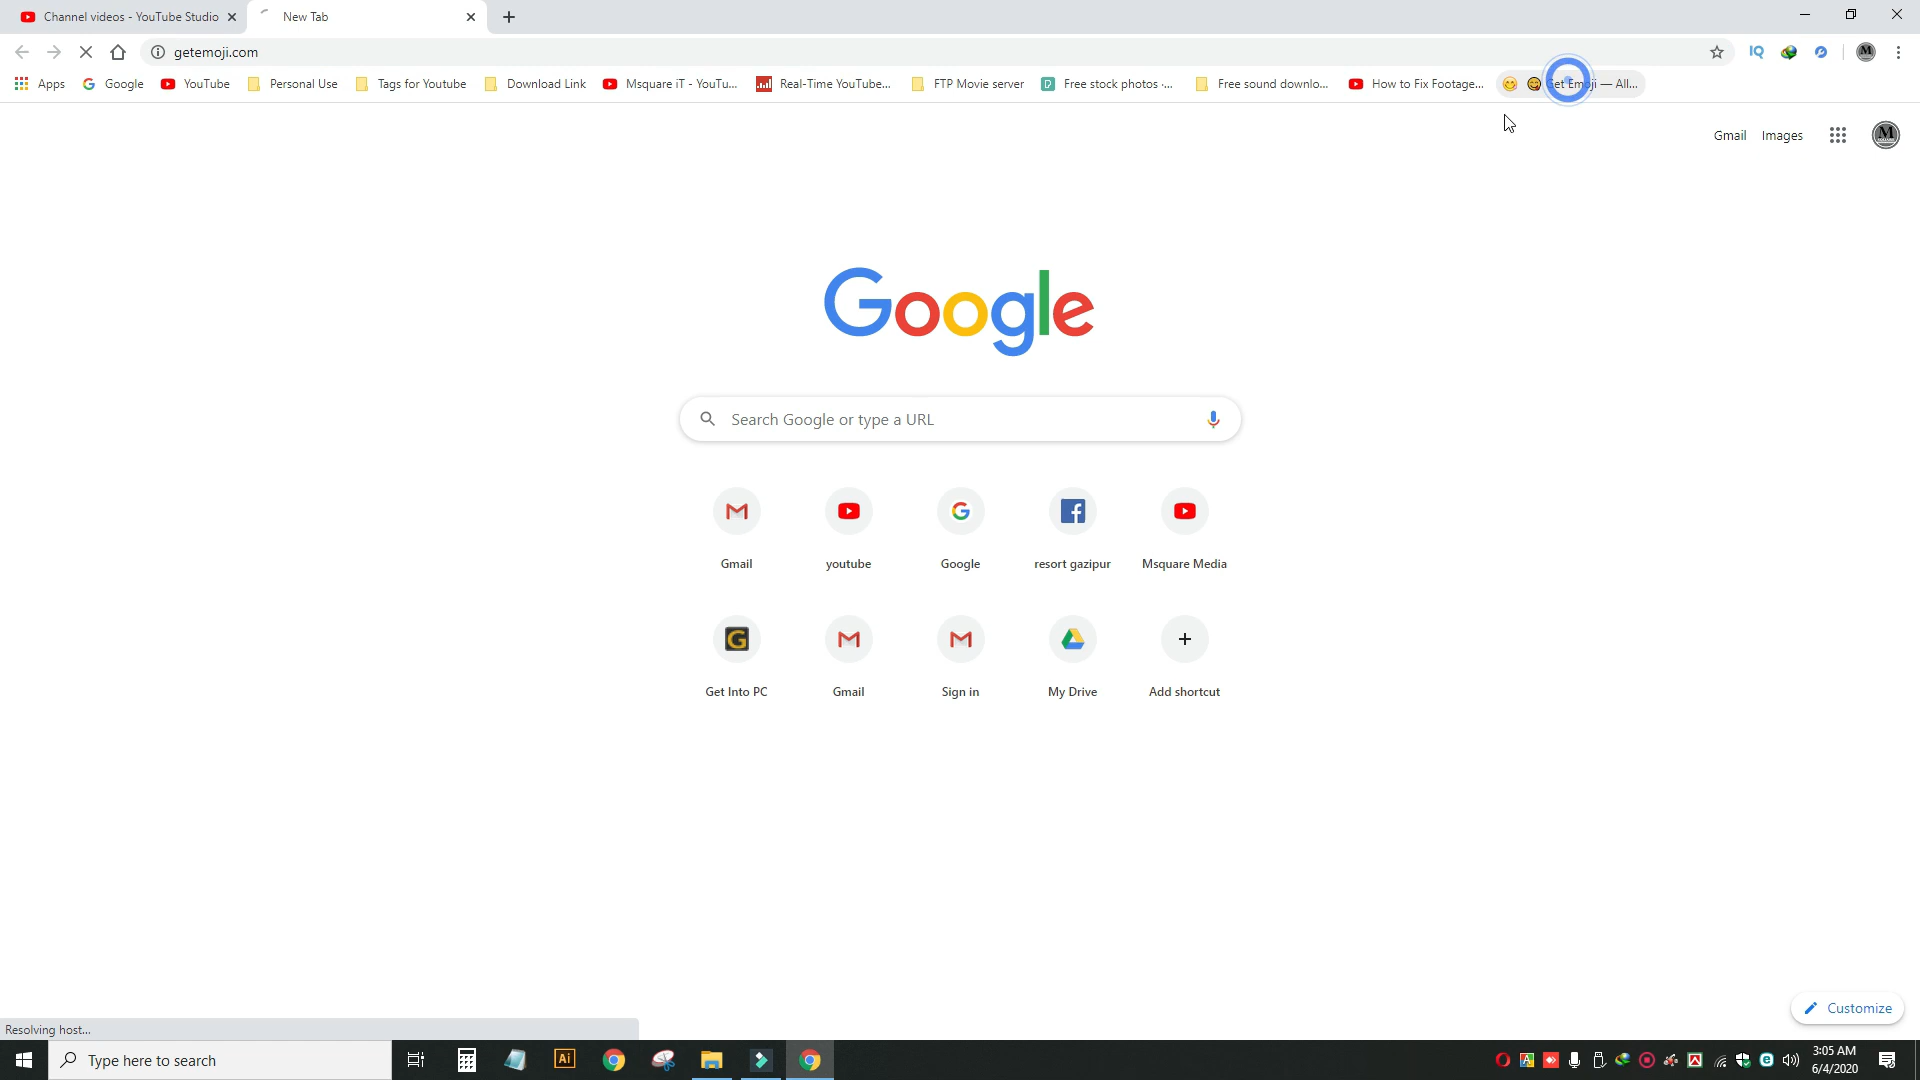 Channel videos - YouTube Studio
New Tab
getemoji.com
IQ
M
Apps
Google
YouTube
Personal Use
Tags for Youtube
Download Link
Msquare iT - YouTu...
Real-Time YouTube...
FTP Movie server
Free stock photos ·...
Free sound downlo...
How to Fix Footage...
Get Emoji — All...
Gmail
Images
M
Google
Search Google or type a URL
Gmail
youtube
Google
resort gazipur
Msquare Media
Get Into PC
Gmail
Sign in
My Drive
Add shortcut
Customize
Resolving host...
Type here to search
Ai
3:05 AM
6/4/2020